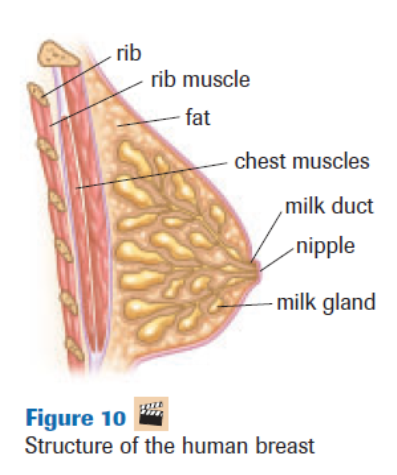 rib
rib muscle
fat
chest muscles
milk duct
nipple
milk gland
Figure 10
Structure of the human breast